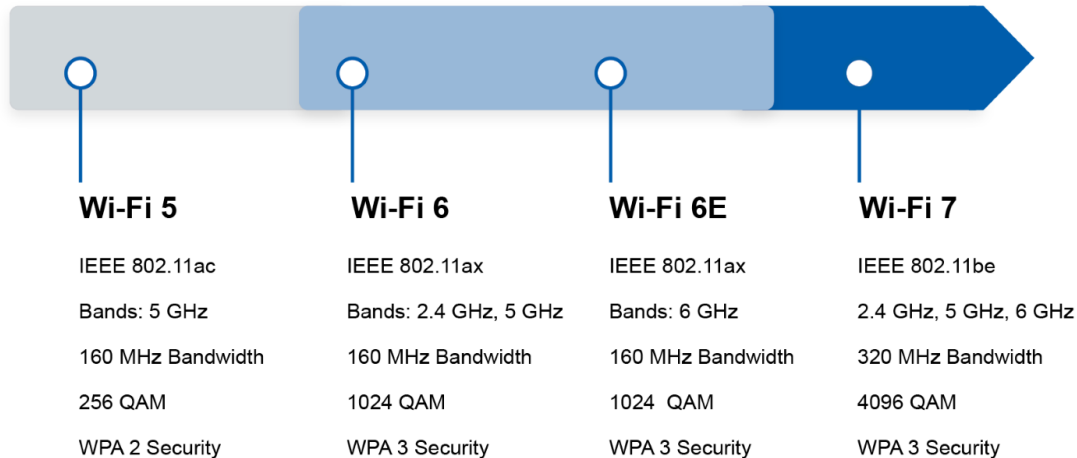 Wi-Fi 5
IEEE 802.11ac
Bands: 5 GHz
160 MHz Bandwidth
256 QAM
WPA 2 Security
Wi-Fi 6
IEEE 802.11ax
Bands: 2.4 GHz, 5 GHz
160 MHz Bandwidth
1024 QAM
WPA 3 Security
Wi-Fi 6E
IEEE 802.11ax
Bands: 6 GHz
160 MHz Bandwidth
1024 QAM
WPA 3 Security
Wi-Fi 7
IEEE 802.11be
2.4 GHz, 5 GHz, 6 GHz
320 MHz Bandwidth
4096 QAM
WPA 3 Security